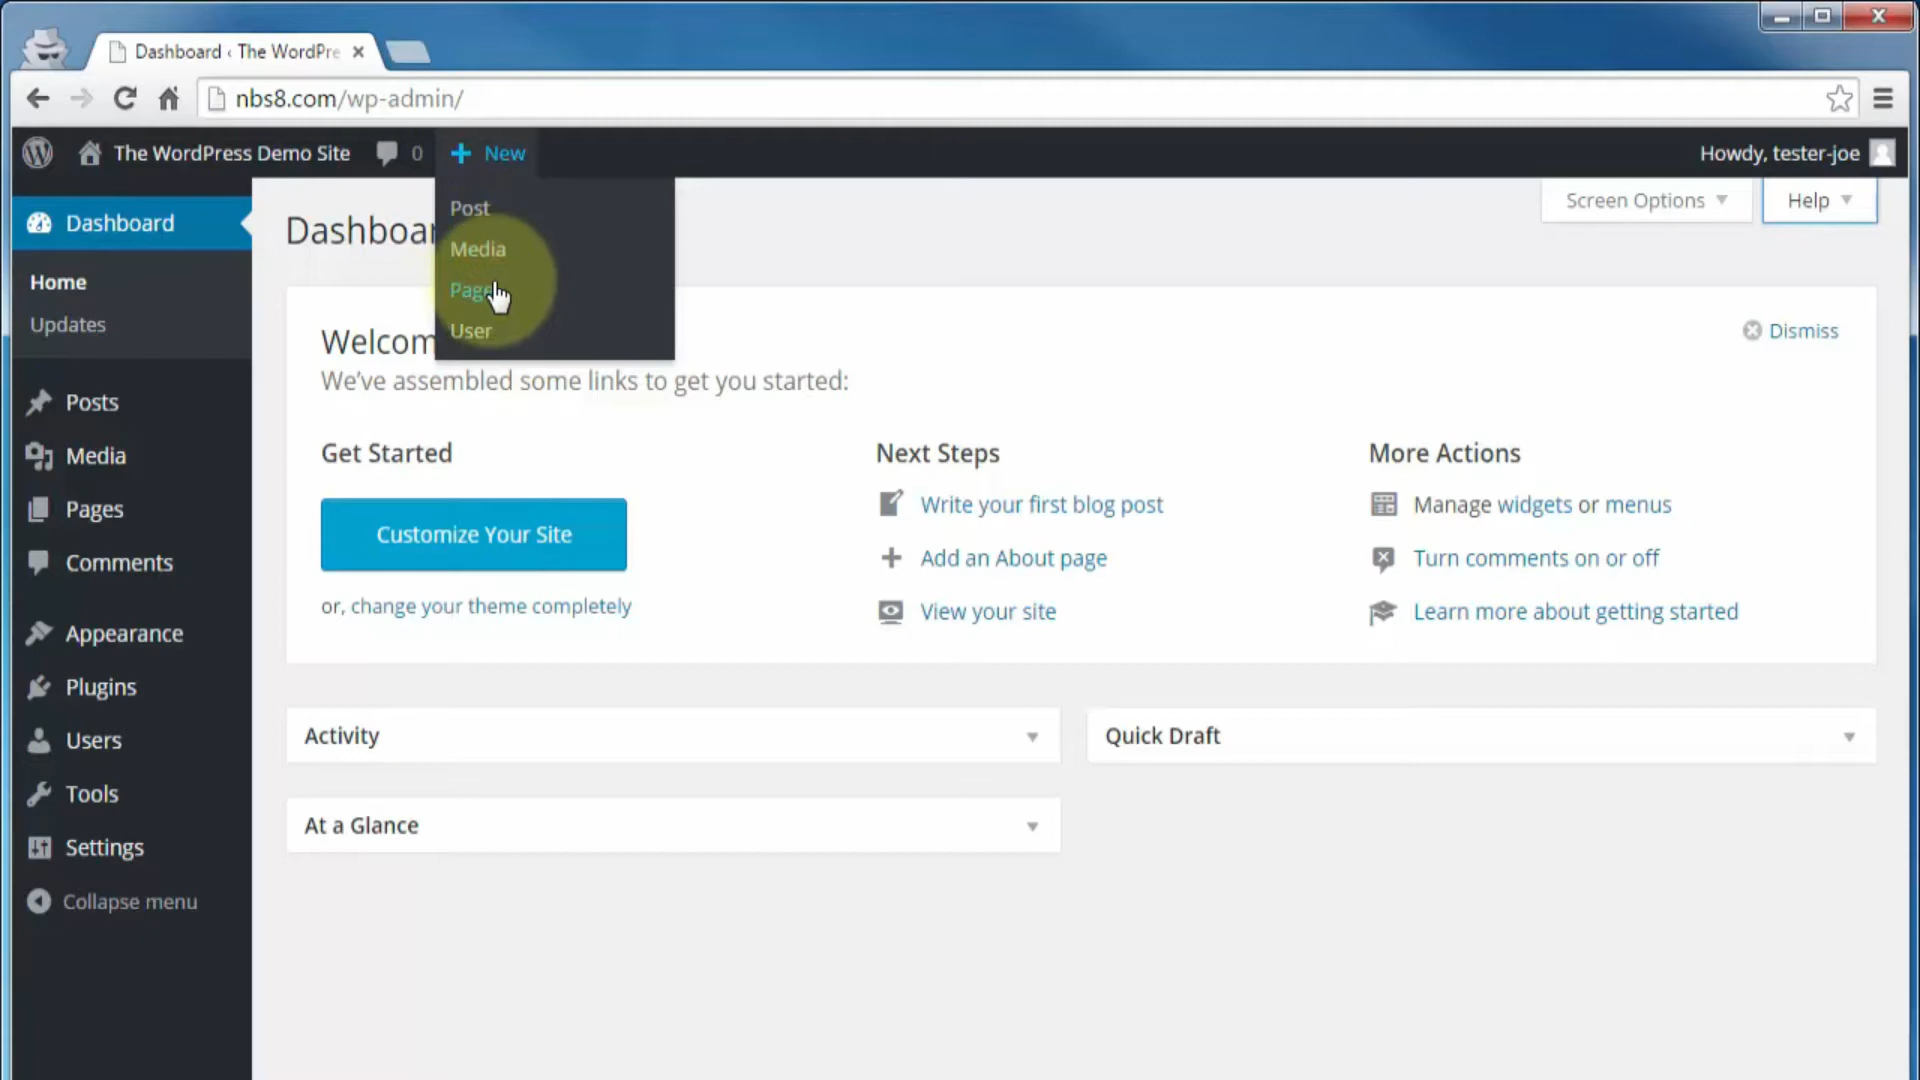 Dashboard ‹ The WordPre
nbs8.com/wp-admin/
The WordPress Demo Site
0
New
Howdy, tester-joe
Post
Media
Page
User
Screen Options
Help
Dashboard
Home
Updates
Posts
Media
Pages
Comments
Appearance
Plugins
Users
Tools
Settings
Collapse menu
Dashboar
Welcom
Dismiss
We've assembled some links to get you started:
Get Started
Customize Your Site
or, change your theme completely
Next Steps
Write your first blog post
Add an About page
View your site
More Actions
Manage widgets or menus
Turn comments on or off
Learn more about getting started
Activity
Quick Draft
At a Glance